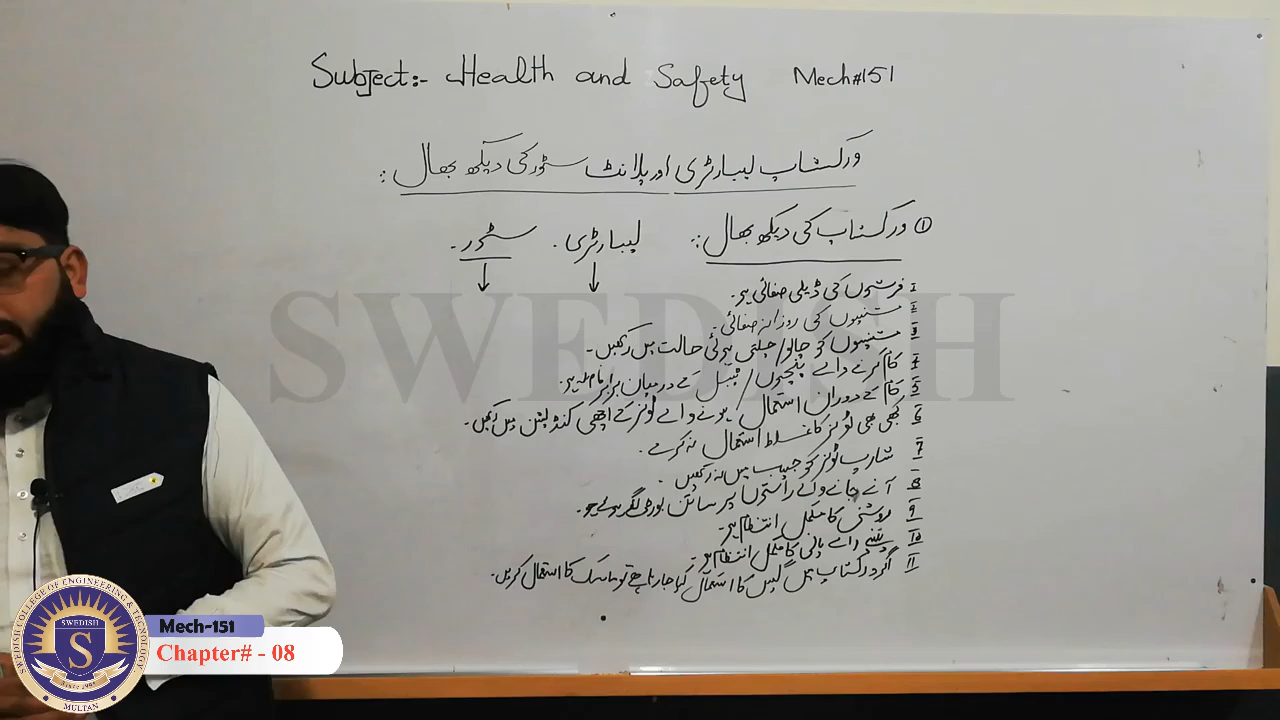 Subject:- Health and Safety Mech#151
ورکشاپ لیبارٹری اور پلانٹ سٹور کی دیکھ بھال :
① ورکشاپ کی دیکھ بھال : لیبارٹری . سٹور .
1 فرشوں کی ڈیلی صفائی ہو۔
2 مشینوں کی روزانہ صفائی۔
3 مشینوں کو چالو/چلتی ہوئی حالت میں رکھیں۔
4 کام کرنے والے بنچوں/ٹیبل کے درمیان برابر فاصلہ ہو۔
5 کام کے دوران استعمال ہونے والے ٹولز کے اچھی کنڈیشن میں رکھیں۔
6 کبھی بھی ٹولز کا غلط استعمال نہ کرے۔
7 شارپ ٹولز کو جیب میں نہ رکھیں۔
8 آنے جانے والے راستوں پر سائن بورڈ لگے ہوئے ہو۔
9 روشنی کا مکمل انتظام ہو۔
10 پینے والے پانی کا مکمل انتظام ہو۔
11 اگر ورکشاپ میں گیس کا استعمال کیا جا رہا ہے تو ماسک کا استعمال کریں۔
SWEDISH
SWEDISH COLLEGE OF ENGINEERING & TECNOLOGY
SWEDISH
S
Since 1995
MULTAN
Mech-151
Chapter# - 08